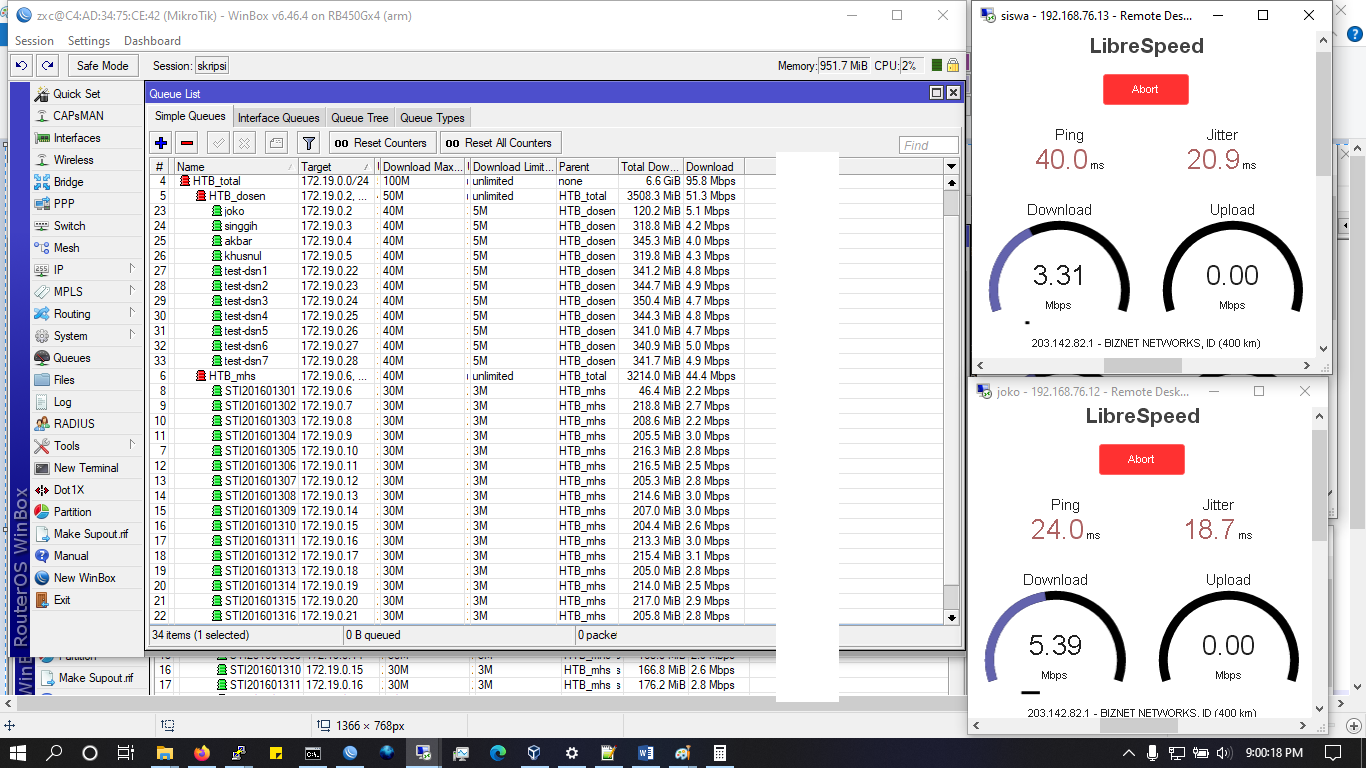 zxc@C4:AD:34:75:CE:42 (MikroTik) - WinBox v6.46.4 on RB450Gx4 (arm)
Session Settings Dashboard
Safe Mode Session: skripsi Memory: 951.7 MiB CPU: 2%
Quick Set
CAPsMAN
Interfaces
Wireless
Bridge
PPP
Switch
Mesh
IP
MPLS
Routing
System
Queues
Files
Log
RADIUS
Tools
New Terminal
Dot1X
Partition
Make Supout.rif
Manual
New WinBox
Exit
RouterOS WinBox
Queue List
Simple Queues Interface Queues Queue Tree Queue Types
00 Reset Counters 00 Reset All Counters Find
# Name Target Download Max... Download Limit... Parent Total Dow... Download
4 HTB_total 172.19.0.0/24 100M unlimited none 6.6 GiB 95.8 Mbps
5 HTB_dosen 172.19.0.2, ... 50M unlimited HTB_total 3508.3 MiB 51.3 Mbps
23 joko 172.19.0.2 40M 5M HTB_dosen 120.2 MiB 5.1 Mbps
24 singgih 172.19.0.3 40M 5M HTB_dosen 318.8 MiB 4.2 Mbps
25 akbar 172.19.0.4 40M 5M HTB_dosen 345.3 MiB 4.0 Mbps
26 khusnul 172.19.0.5 40M 5M HTB_dosen 319.8 MiB 4.3 Mbps
27 test-dsn1 172.19.0.22 40M 5M HTB_dosen 341.2 MiB 4.8 Mbps
28 test-dsn2 172.19.0.23 40M 5M HTB_dosen 344.7 MiB 4.9 Mbps
29 test-dsn3 172.19.0.24 40M 5M HTB_dosen 350.4 MiB 4.7 Mbps
30 test-dsn4 172.19.0.25 40M 5M HTB_dosen 344.3 MiB 4.8 Mbps
31 test-dsn5 172.19.0.26 40M 5M HTB_dosen 341.0 MiB 4.7 Mbps
32 test-dsn6 172.19.0.27 40M 5M HTB_dosen 340.9 MiB 5.0 Mbps
33 test-dsn7 172.19.0.28 40M 5M HTB_dosen 341.7 MiB 4.9 Mbps
6 HTB_mhs 172.19.0.6, ... 40M unlimited HTB_total 3214.0 MiB 44.4 Mbps
8 STI201601301 172.19.0.6 30M 3M HTB_mhs 46.4 MiB 2.2 Mbps
9 STI201601302 172.19.0.7 30M 3M HTB_mhs 218.8 MiB 2.7 Mbps
10 STI201601303 172.19.0.8 30M 3M HTB_mhs 208.6 MiB 2.2 Mbps
11 STI201601304 172.19.0.9 30M 3M HTB_mhs 205.5 MiB 3.0 Mbps
7 STI201601305 172.19.0.10 30M 3M HTB_mhs 216.3 MiB 2.8 Mbps
12 STI201601306 172.19.0.11 30M 3M HTB_mhs 216.5 MiB 2.5 Mbps
13 STI201601307 172.19.0.12 30M 3M HTB_mhs 205.3 MiB 2.8 Mbps
14 STI201601308 172.19.0.13 30M 3M HTB_mhs 214.6 MiB 3.0 Mbps
15 STI201601309 172.19.0.14 30M 3M HTB_mhs 207.0 MiB 3.0 Mbps
16 STI201601310 172.19.0.15 30M 3M HTB_mhs 204.4 MiB 2.6 Mbps
17 STI201601311 172.19.0.16 30M 3M HTB_mhs 213.3 MiB 3.0 Mbps
18 STI201601312 172.19.0.17 30M 3M HTB_mhs 215.4 MiB 3.1 Mbps
19 STI201601313 172.19.0.18 30M 3M HTB_mhs 205.0 MiB 2.8 Mbps
20 STI201601314 172.19.0.19 30M 3M HTB_mhs 214.0 MiB 2.5 Mbps
21 STI201601315 172.19.0.20 30M 3M HTB_mhs 217.0 MiB 2.9 Mbps
22 STI201601316 172.19.0.21 30M 3M HTB_mhs 205.8 MiB 2.8 Mbps
34 items (1 selected) 0 B queued 0 packet
16 STI201601310 172.19.0.15 30M 3M HTB_mhs s 166.8 MiB 2.6 Mbps
Make Supout.rif
17 STI201601311 172.19.0.16 30M 3M HTB_mhs s 176.2 MiB 2.8 Mbps
1366 × 768px
siswa - 192.168.76.13 - Remote Des...
LibreSpeed
Abort
Ping Jitter
40.0 ms 20.9 ms
Download Upload
3.31 0.00
Mbps Mbps
203.142.82.1 - BIZNET NETWORKS, ID (400 km)
joko - 192.168.76.12 - Remote Desk...
LibreSpeed
Abort
Ping Jitter
24.0 ms 18.7 ms
Download Upload
5.39 0.00
Mbps Mbps
203.142.82.1 - BIZNET NETWORKS, ID (400 km)
9:00:18 PM